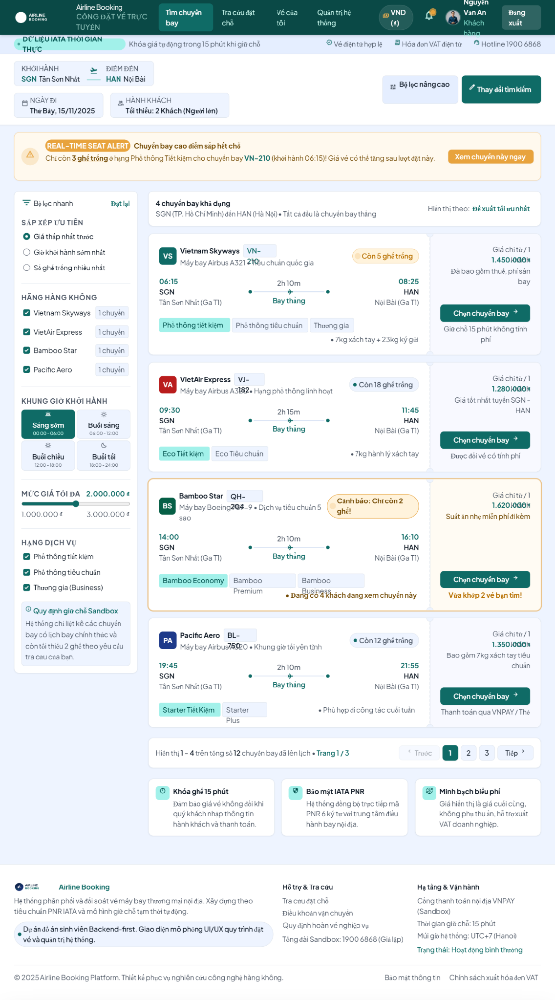 AIRLINE
BOOKING
Airline Booking
CỔNG ĐẶT VÉ TRỰC
TUYẾN
Tìm chuyến
bay
Tra cứu đặt
chỗ
Vé của
tôi
Quản trị hệ
thống
VND
(₫)
Nguyễn
Văn An
Khách
hàng
Đăng
xuất
DỮ LIỆU IATA THỜI GIAN
THỰC
Khóa giá tự động trong 15 phút khi giữ chỗ
Vé điện tử hợp lệ
Hóa đơn VAT điện tử
Hotline 1900 6868
KHỞI HÀNH
SGN Tân Sơn Nhất
ĐIỂM ĐẾN
HAN Nội Bài
NGÀY ĐI
Thứ Bảy, 15/11/2025
HÀNH KHÁCH
Tối thiểu: 2 Khách (Người lớn)
Bộ lọc nâng cao
Thay đổi tìm kiếm
REAL-TIME SEAT ALERT Chuyến bay cao điểm sắp hết chỗ
Chỉ còn 3 ghế trống ở hạng Phổ thông Tiết kiệm cho chuyến bay VN-210 (khởi hành 06:15)! Giá vé có thể tăng sau lượt đặt này.
Xem chuyến này ngay
Bộ lọc nhanh
Đặt lại
SẮP XẾP ƯU TIÊN
Giá thấp nhất trước
Giờ khởi hành sớm nhất
Số ghế trống nhiều nhất
HÃNG HÀNG KHÔNG
Vietnam Skyways 1 chuyến
VietAir Express 1 chuyến
Bamboo Star 1 chuyến
Pacific Aero 1 chuyến
KHUNG GIỜ KHỞI HÀNH
Sáng sớm
00:00 - 06:00
Buổi sáng
06:00 - 12:00
Buổi chiều
12:00 - 18:00
Buổi tối
18:00 - 24:00
MỨC GIÁ TỐI ĐA 2.000.000 ₫
1.000.000 ₫ 3.000.000 ₫
HẠNG DỊCH VỤ
Phổ thông tiết kiệm
Phổ thông tiêu chuẩn
Thương gia (Business)
Quy định giữ chỗ Sandbox
Hệ thống chỉ liệt kê các chuyến
bay có lịch bay chính thức và
còn tối thiểu 2 ghế theo yêu cầu
tra cứu của bạn.
4 chuyến bay khả dụng
SGN (TP. Hồ Chí Minh) đến HAN (Hà Nội) • Tất cả đều là chuyến bay thẳng
Hiển thị theo: Đề xuất tối ưu nhất
VS
Vietnam Skyways
VN-
210
Máy bay Airbus A321 • Tiêu chuẩn quốc gia
Còn 5 ghế trống
06:15
SGN
Tân Sơn Nhất (Ga T1)
2h 10m
Bay thẳng
08:25
HAN
Nội Bài (Ga T1)
Phổ thông tiết kiệm
Phổ thông tiêu chuẩn
Thương gia
• 7kg xách tay + 23kg ký gửi
Giá chỉ từ / 1
khách
1.450.000 ₫
Đã bao gồm thuế, phí sân
bay
Chọn chuyến bay
Giữ chỗ 15 phút không tính
phí
VA
VietAir Express
VJ-
182
Máy bay Airbus A320 • Hạng phổ thông linh hoạt
Còn 18 ghế trống
09:30
SGN
Tân Sơn Nhất (Ga T1)
2h 15m
Bay thẳng
11:45
HAN
Nội Bài (Ga T1)
Eco Tiết kiệm
Eco Tiêu chuẩn
• 7kg hành lý xách tay
Giá chỉ từ / 1
khách
1.280.000 ₫
Giá tốt nhất tuyến SGN -
HAN
Chọn chuyến bay
Được đổi vé có tính phí
BS
Bamboo Star
QH-
204
Máy bay Boeing 787-9 • Dịch vụ tiêu chuẩn 5
sao
Cảnh báo: Chỉ còn 2
ghế!
14:00
SGN
Tân Sơn Nhất (Ga T1)
2h 10m
Bay thẳng
16:10
HAN
Nội Bài (Ga T1)
Bamboo Economy
Bamboo
Premium
Bamboo
Business
• Đang có 4 khách đang xem chuyến này
Giá chỉ từ / 1
khách
1.620.000 ₫
Suất ăn nhẹ miễn phí đi kèm
Chọn chuyến bay
Vừa khớp 2 vé bạn tìm!
PA
Pacific Aero
BL-
750
Máy bay Airbus A320 • Khung giờ tối yên tĩnh
Còn 12 ghế trống
19:45
SGN
Tân Sơn Nhất (Ga T1)
2h 10m
Bay thẳng
21:55
HAN
Nội Bài (Ga T1)
Starter Tiết Kiệm
Starter
Plus
• Phù hợp đi công tác cuối tuần
Giá chỉ từ / 1
khách
1.350.000 ₫
Bao gồm 7kg xách tay tiêu
chuẩn
Chọn chuyến bay
Thanh toán qua VNPAY / Thẻ
Hiển thị 1 - 4 trên tổng số 12 chuyến bay đã lên lịch • Trang 1 / 3
Trước
1
2
3
Tiếp
Khóa ghế 15 phút
Đảm bảo giá vé không đổi khi
quý khách nhập thông tin
hành khách và thanh toán.
Bảo mật IATA PNR
Hệ thống đồng bộ trực tiếp mã
PNR 6 ký tự với trung tâm điều
hành bay nội địa.
Minh bạch biểu phí
Giá hiển thị là giá cuối cùng,
không phụ thu ẩn, hỗ trợ xuất
VAT doanh nghiệp.
AIRLINE
BOOKING
Airline Booking
Hệ thống phân phối và đối soát vé máy bay thương mại nội địa. Xây dựng theo
tiêu chuẩn PNR IATA và mô hình giữ chỗ tạm thời tự động.
Dự án đồ án sinh viên Backend-first. Giao diện mô phỏng UI/UX quy trình đặt
vé và quản trị hệ thống.
Hỗ trợ & Tra cứu
Tra cứu đặt chỗ
Điều khoản vận chuyển
Quy định hoàn vé nghiệp vụ
Tổng đài Sandbox: 1900 6868 (Giả lập)
Hạ tầng & Vận hành
Cổng thanh toán nội địa VNPAY
(Sandbox)
Thời gian giữ chỗ: 15 phút
Múi giờ hệ thống: UTC+7 (Hanoi)
Trạng thái: Hoạt động bình thường
© 2025 Airline Booking Platform. Thiết kế phục vụ nghiên cứu công nghệ hàng không.
Bảo mật thông tin
Chính sách xuất hóa đơn VAT